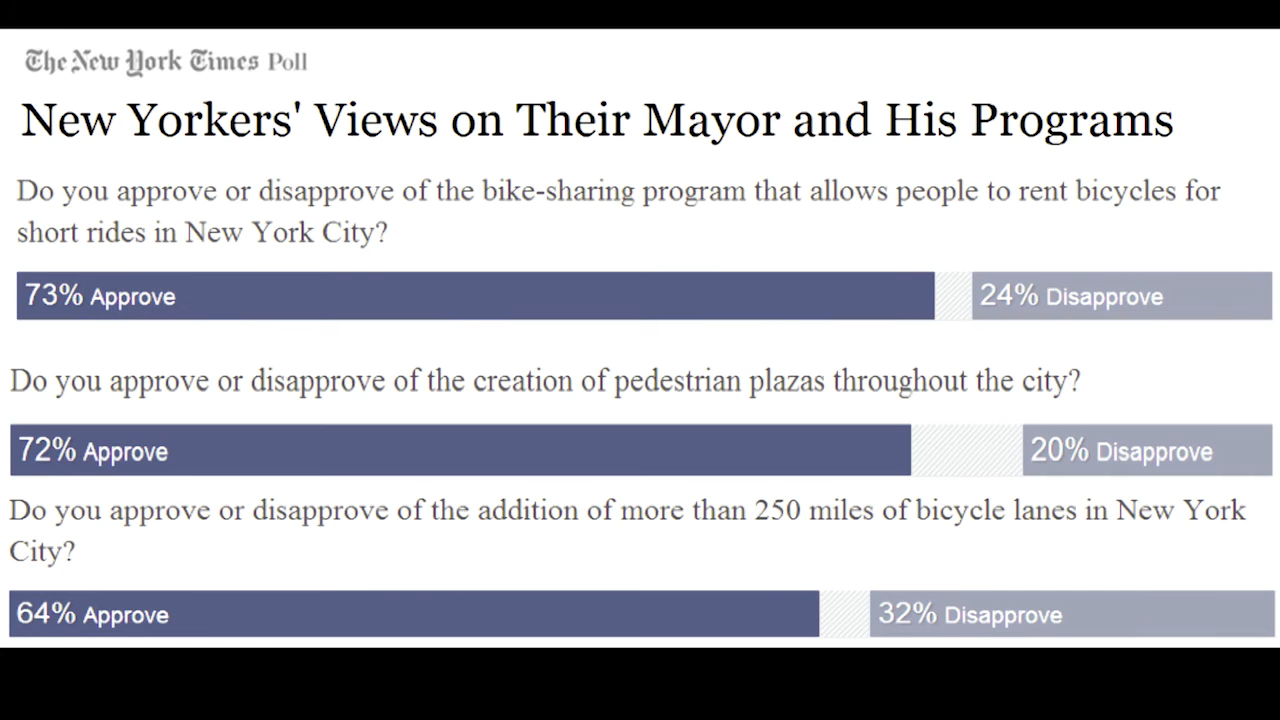 The New York Times Poll
New Yorkers' Views on Their Mayor and His Programs
Do you approve or disapprove of the bike-sharing program that allows people to rent bicycles for
short rides in New York City?
73% Approve 24% Disapprove
Do you approve or disapprove of the creation of pedestrian plazas throughout the city?
72% Approve 20% Disapprove
Do you approve or disapprove of the addition of more than 250 miles of bicycle lanes in New York
City?
64% Approve 32% Disapprove